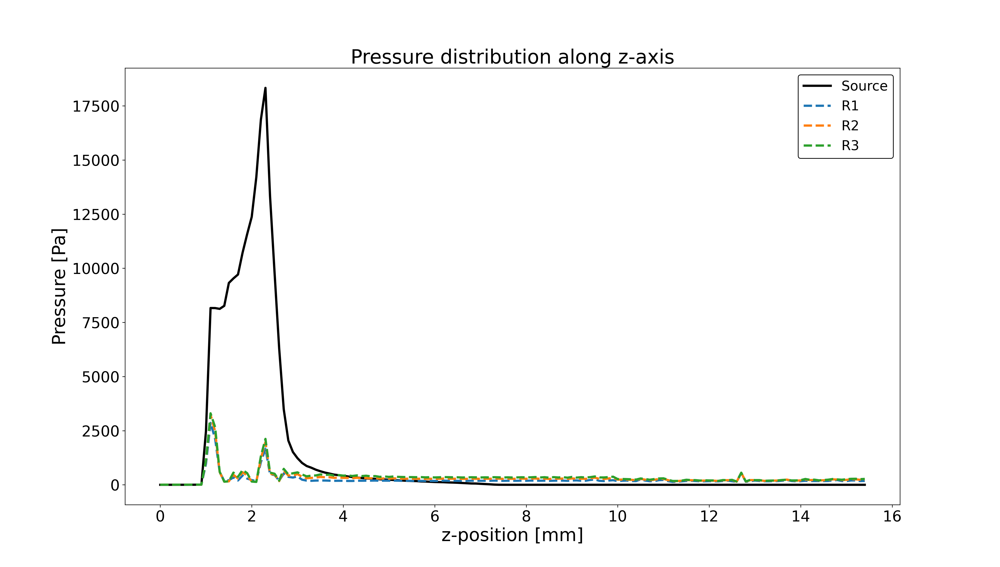 Pressure distribution along z-axis
Source
R1
R2
R3
Pressure [Pa]
17500
15000
12500
10000
7500
5000
2500
0
0 2 4 6 8 10 12 14 16
z-position [mm]